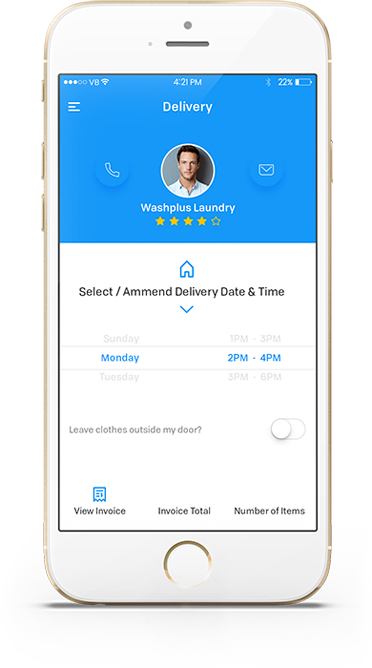 VB 4:21 PM 22%
Delivery
Washplus Laundry
Select / Ammend Delivery Date & Time
Sunday 1PM - 3PM
Monday 2PM - 4PM
Tuesday 3PM - 6PM
Leave clothes outside my door?
View Invoice Invoice Total Number of Items